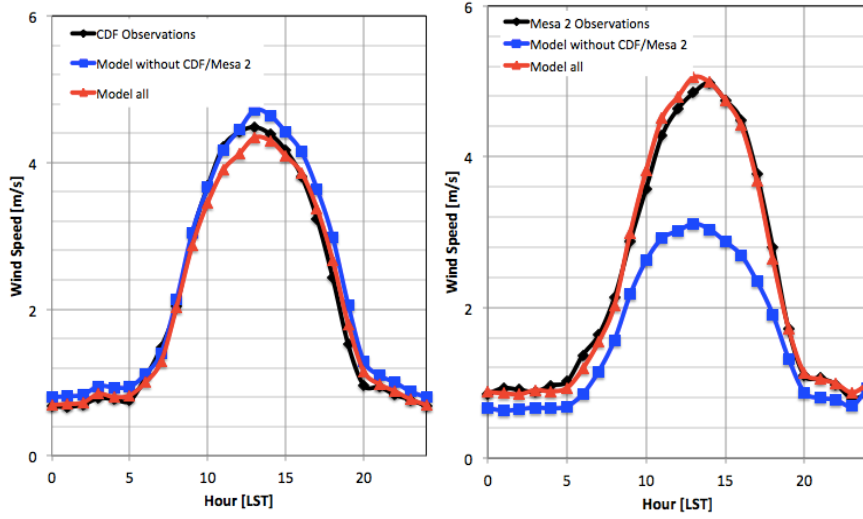 6
CDF Observations
Model without CDF/Mesa 2
Model all
4
Wind Speed [m/s]
2
0
0 5 10 15 20
Hour [LST]
6
Mesa 2 Observations
Model without CDF/Mesa 2
Model all
4
Wind Speed [m/s]
2
0
0 5 10 15 20
Hour [LST]